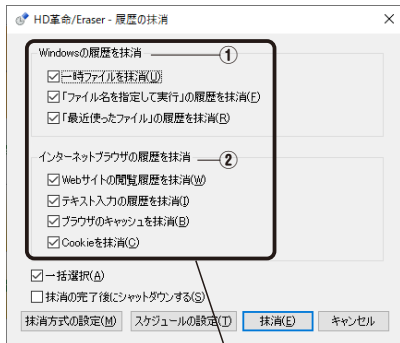 HD革命/Eraser - 履歴の抹消
Windowsの履歴を抹消 ①
一時ファイルを抹消(U)
「ファイル名を指定して実行」の履歴を抹消(F)
「最近使ったファイル」の履歴を抹消(R)
インターネットブラウザの履歴を抹消 ②
Webサイトの閲覧履歴を抹消(W)
テキスト入力の履歴を抹消(I)
ブラウザのキャッシュを抹消(B)
Cookieを抹消(C)
一括選択(A)
抹消の完了後にシャットダウンする(S)
抹消方式の設定(M) スケジュールの設定(T) 抹消(E) キャンセル